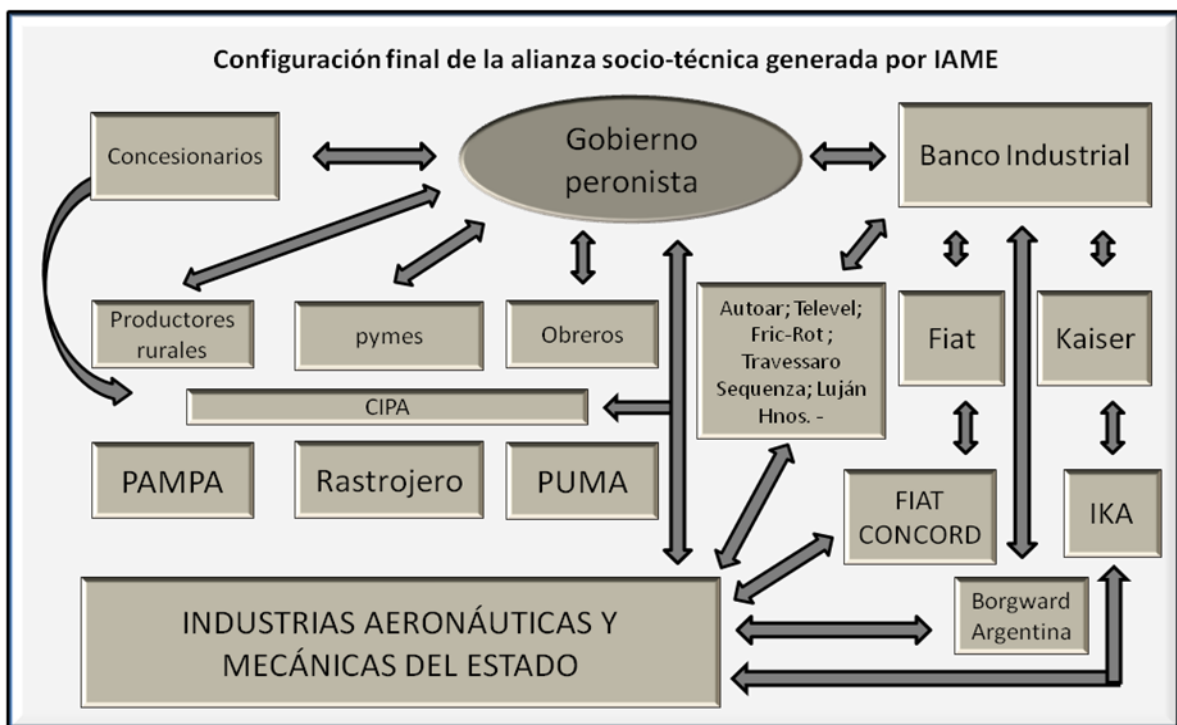 Configuración final de la alianza socio-técnica generada por IAME
Concesionarios
Gobierno
peronista
Banco Industrial
Productores
rurales
pymes
Obreros
Autoar; Televel;
Fric-Rot ;
Travessaro
Sequenza; Luján
Hnos. -
Fiat
Kaiser
CIPA
PAMPA
Rastrojero
PUMA
FIAT
CONCORD
IKA
INDUSTRIAS AERONÁUTICAS Y
MECÁNICAS DEL ESTADO
Borgward
Argentina